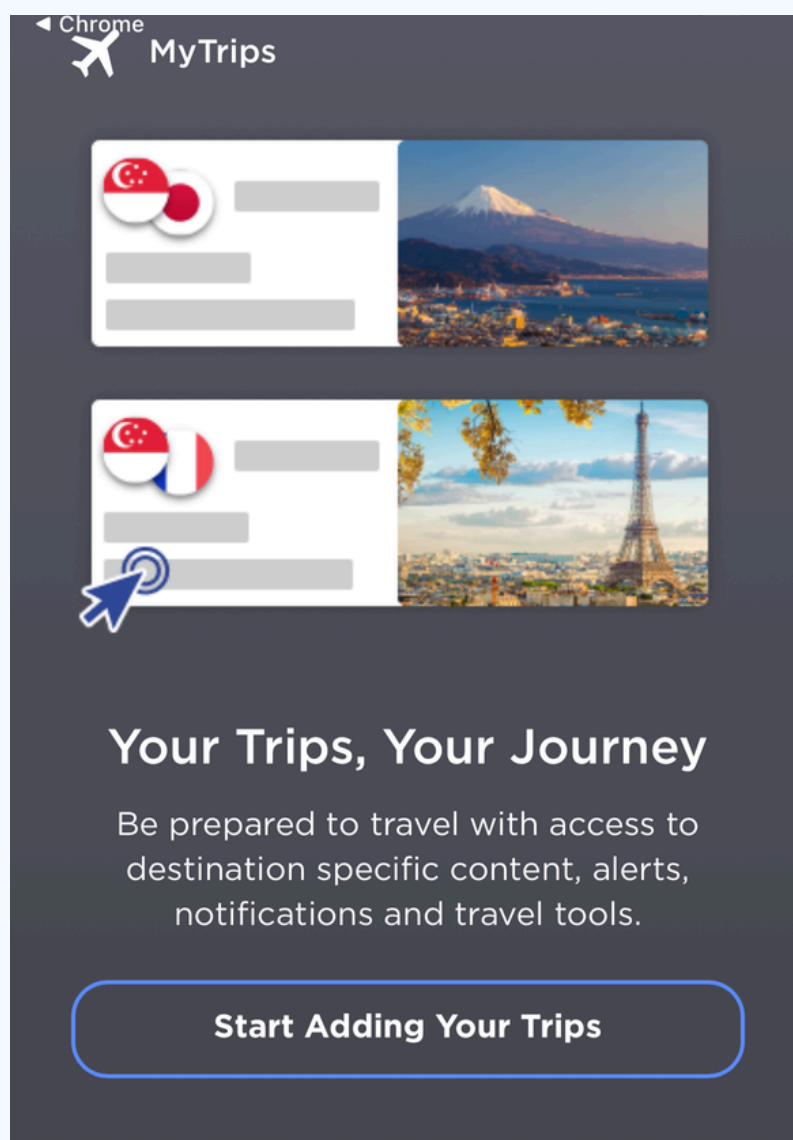 ◀ Chrome
MyTrips
Your Trips, Your Journey
Be prepared to travel with access to
destination specific content, alerts,
notifications and travel tools.
Start Adding Your Trips